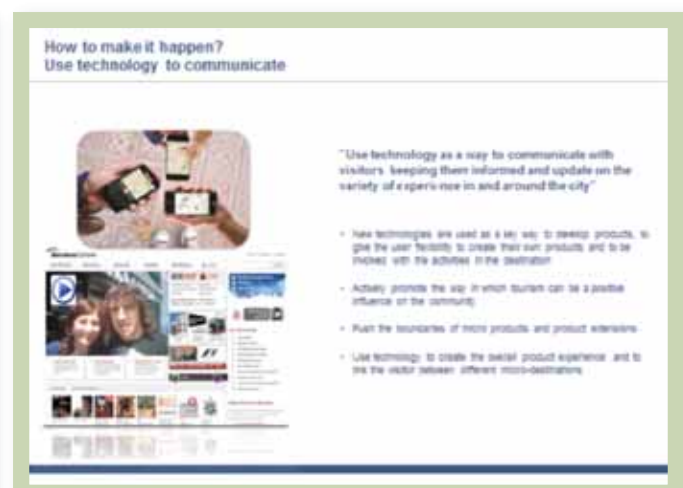 How to make it happen?
Use technology to communicate
"Use technology as a way to communicate with
visitors keeping them informed and update on the
variety of experience in and around the city"
• New technologies are used as a key way to develop products, to
give the user flexibility to create their own products and to be
involved with the activities in the destination
• Actively promote the way in which tourism can be a positive
influence on the community
• Push the boundaries of micro products and product extensions
• Use technology to create the overall product experience and to
link the visitor between different micro-destinations